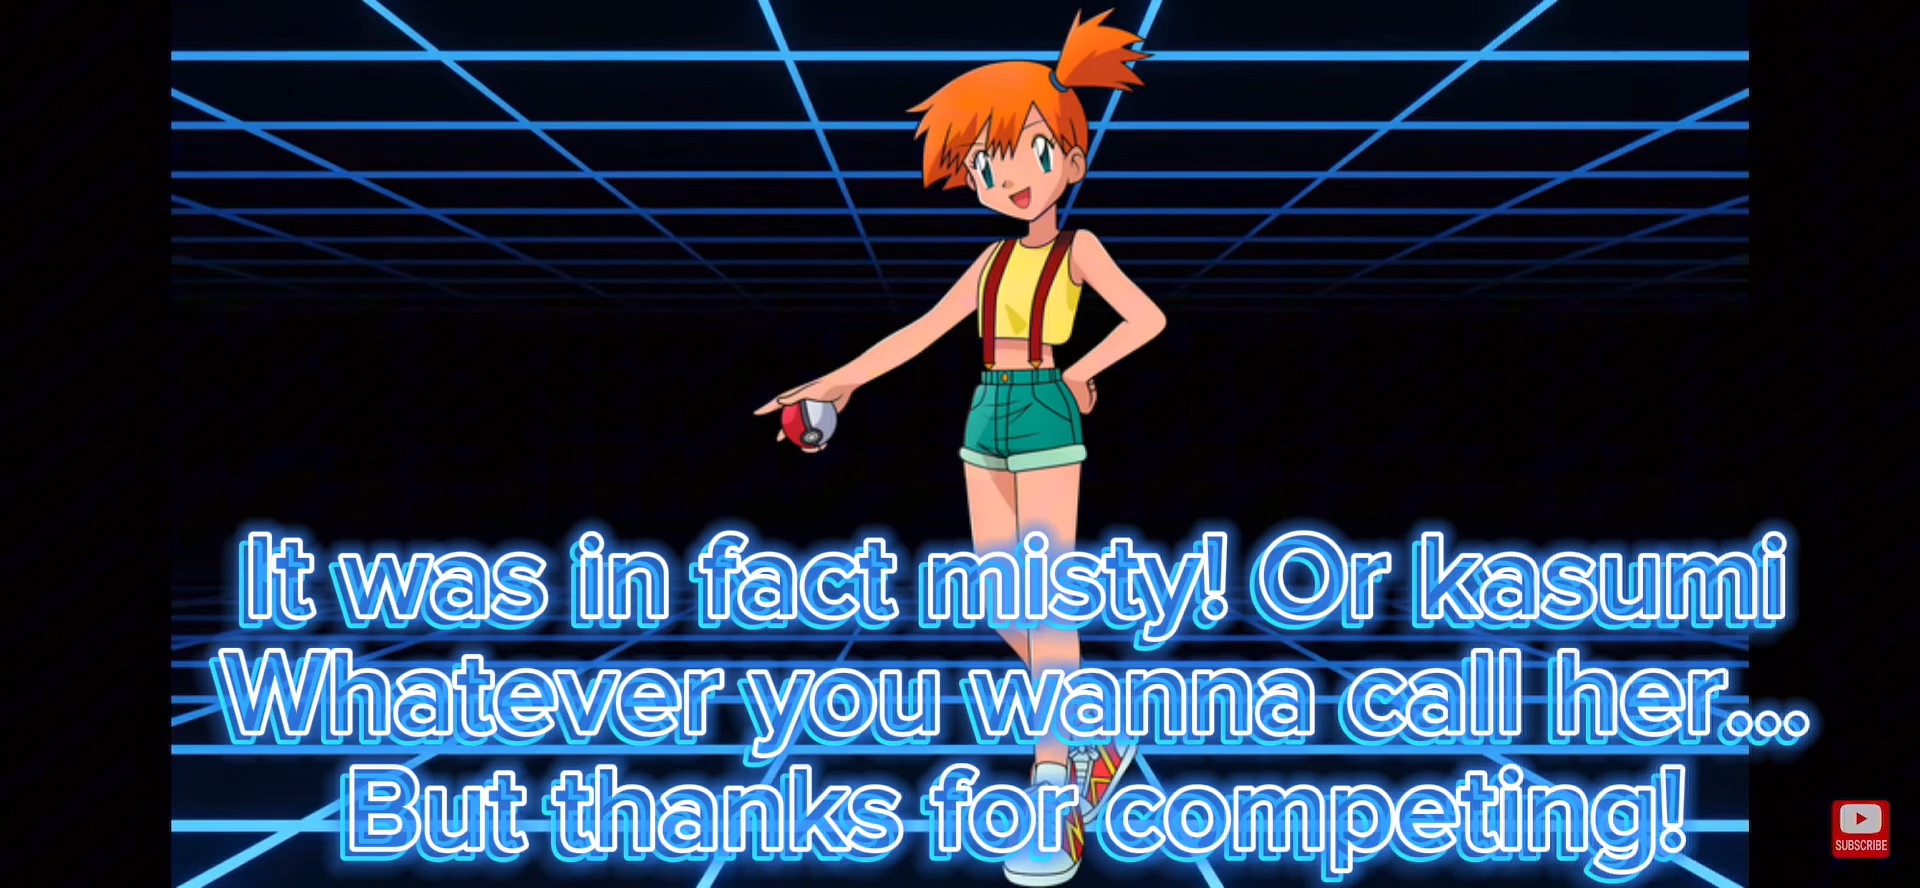 It was in fact misty! Or kasumi
Whatever you wanna call her...
But thanks for competing!
SUBSCRIBE